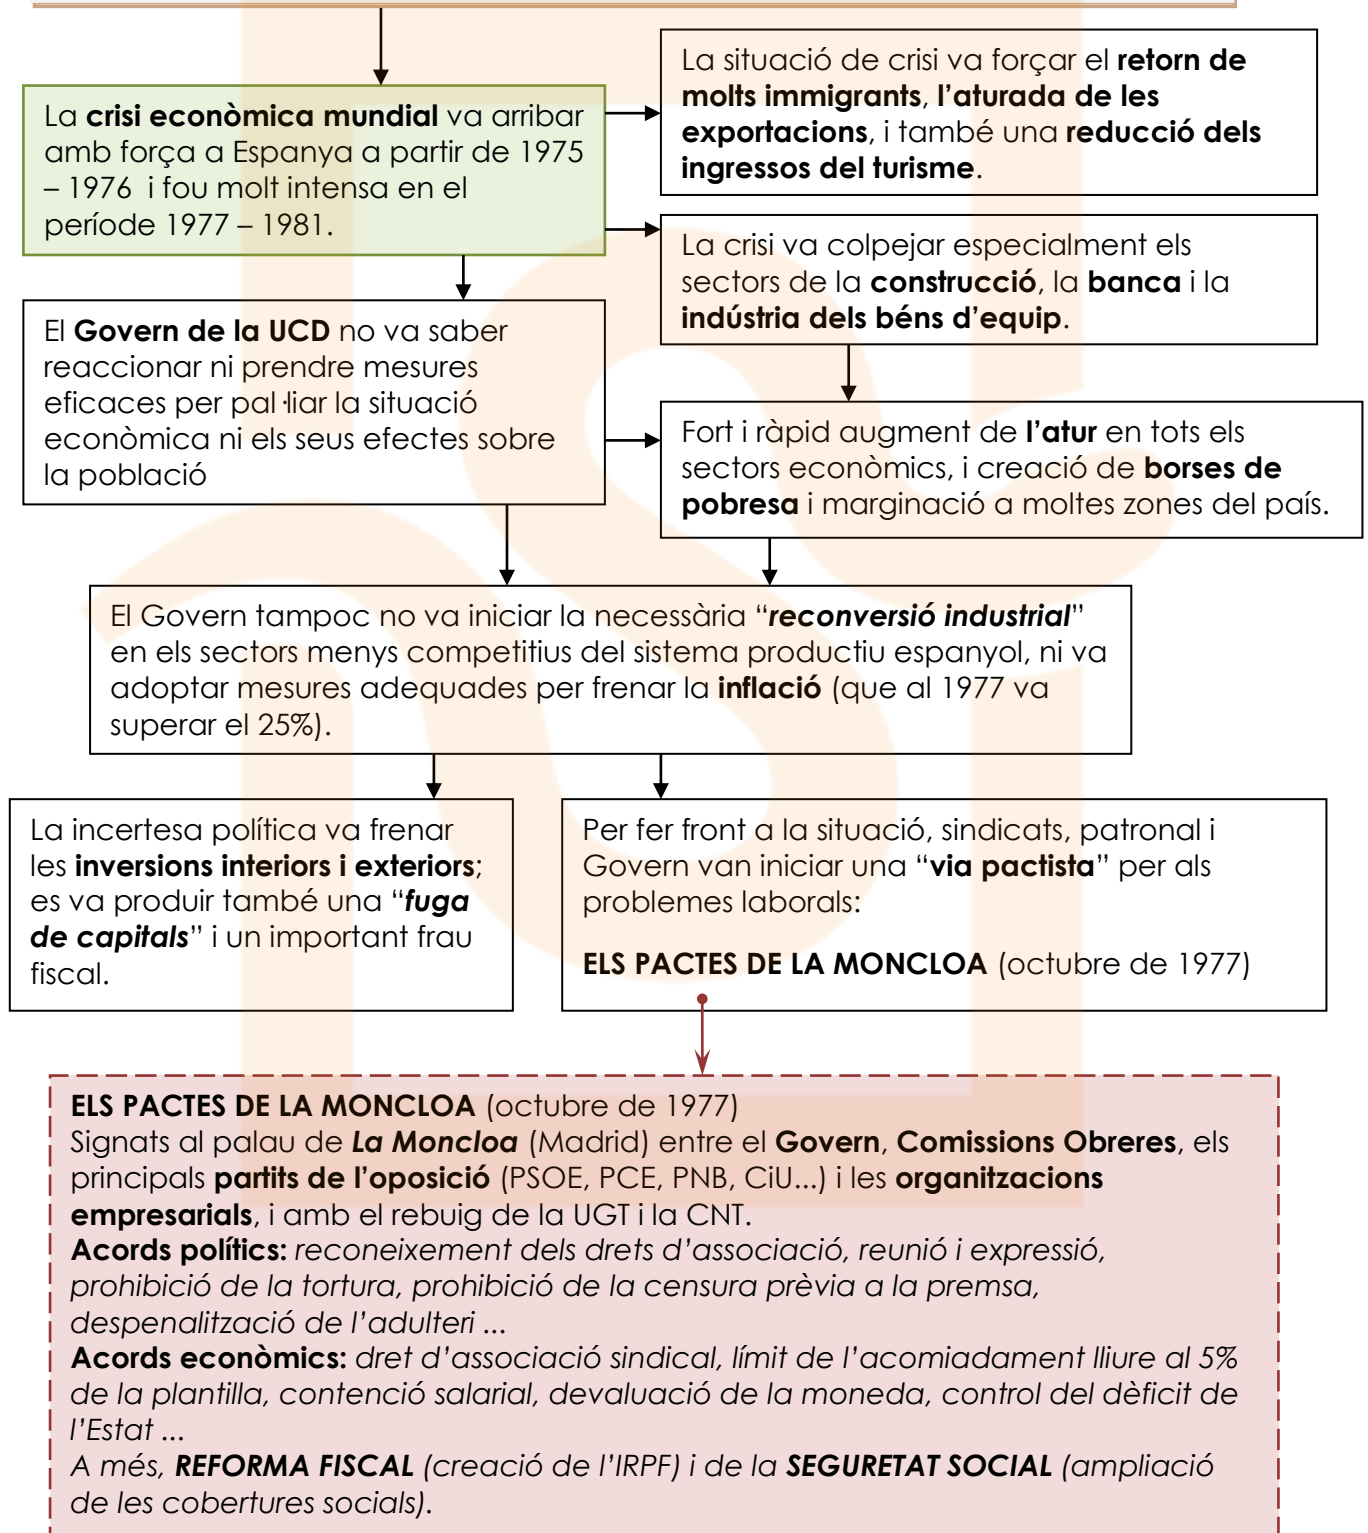 La crisi econòmica mundial va arribar
amb força a Espanya a partir de 1975
– 1976 i fou molt intensa en el
període 1977 – 1981.
La situació de crisi va forçar el retorn de
molts immigrants, l’aturada de les
exportacions, i també una reducció dels
ingressos del turisme.
La crisi va colpejar especialment els
sectors de la construcció, la banca i la
indústria dels béns d’equip.
El Govern de la UCD no va saber
reaccionar ni prendre mesures
eficaces per pal·liar la situació
econòmica ni els seus efectes sobre
la població
Fort i ràpid augment de l’atur en tots els
sectors econòmics, i creació de borses de
pobresa i marginació a moltes zones del país.
El Govern tampoc no va iniciar la necessària “reconversió industrial”
en els sectors menys competitius del sistema productiu espanyol, ni va
adoptar mesures adequades per frenar la inflació (que al 1977 va
superar el 25%).
La incertesa política va frenar
les inversions interiors i exteriors;
es va produir també una “fuga
de capitals” i un important frau
fiscal.
Per fer front a la situació, sindicats, patronal i
Govern van iniciar una “via pactista” per als
problemes laborals:
ELS PACTES DE LA MONCLOA (octubre de 1977)
ELS PACTES DE LA MONCLOA (octubre de 1977)
Signats al palau de La Moncloa (Madrid) entre el Govern, Comissions Obreres, els
principals partits de l’oposició (PSOE, PCE, PNB, CiU...) i les organitzacions
empresarials, i amb el rebuig de la UGT i la CNT.
Acords polítics: reconeixement dels drets d’associació, reunió i expressió,
prohibició de la tortura, prohibició de la censura prèvia a la premsa,
despenalització de l’adulteri ...
Acords econòmics: dret d’associació sindical, límit de l’acomiadament lliure al 5%
de la plantilla, contenció salarial, devaluació de la moneda, control del dèficit de
l’Estat ...
A més, REFORMA FISCAL (creació de l’IRPF) i de la SEGURETAT SOCIAL (ampliació
de les cobertures socials).